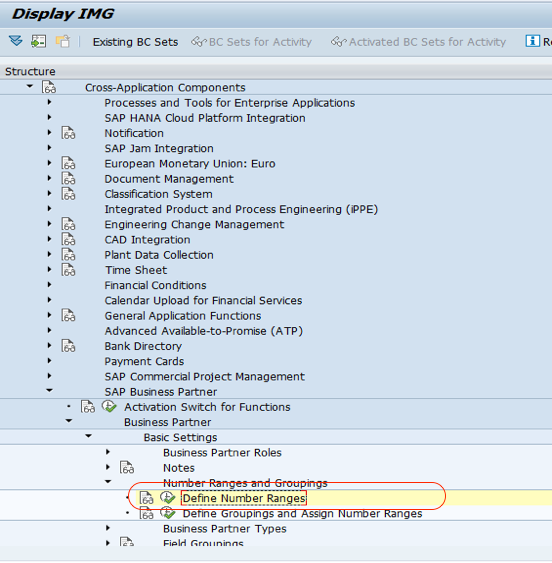 Display IMG
Existing BC Sets BC Sets for Activity Activated BC Sets for Activity Re
Structure
Cross-Application Components
Processes and Tools for Enterprise Applications
SAP HANA Cloud Platform Integration
Notification
SAP Jam Integration
European Monetary Union: Euro
Document Management
Classification System
Integrated Product and Process Engineering (iPPE)
Engineering Change Management
CAD Integration
Plant Data Collection
Time Sheet
Financial Conditions
Calendar Upload for Financial Services
General Application Functions
Advanced Available-to-Promise (ATP)
Bank Directory
Payment Cards
SAP Commercial Project Management
SAP Business Partner
Activation Switch for Functions
Business Partner
Basic Settings
Business Partner Roles
Notes
Number Ranges and Groupings
Define Number Ranges
Define Groupings and Assign Number Ranges
Business Partner Types
Field Groupings